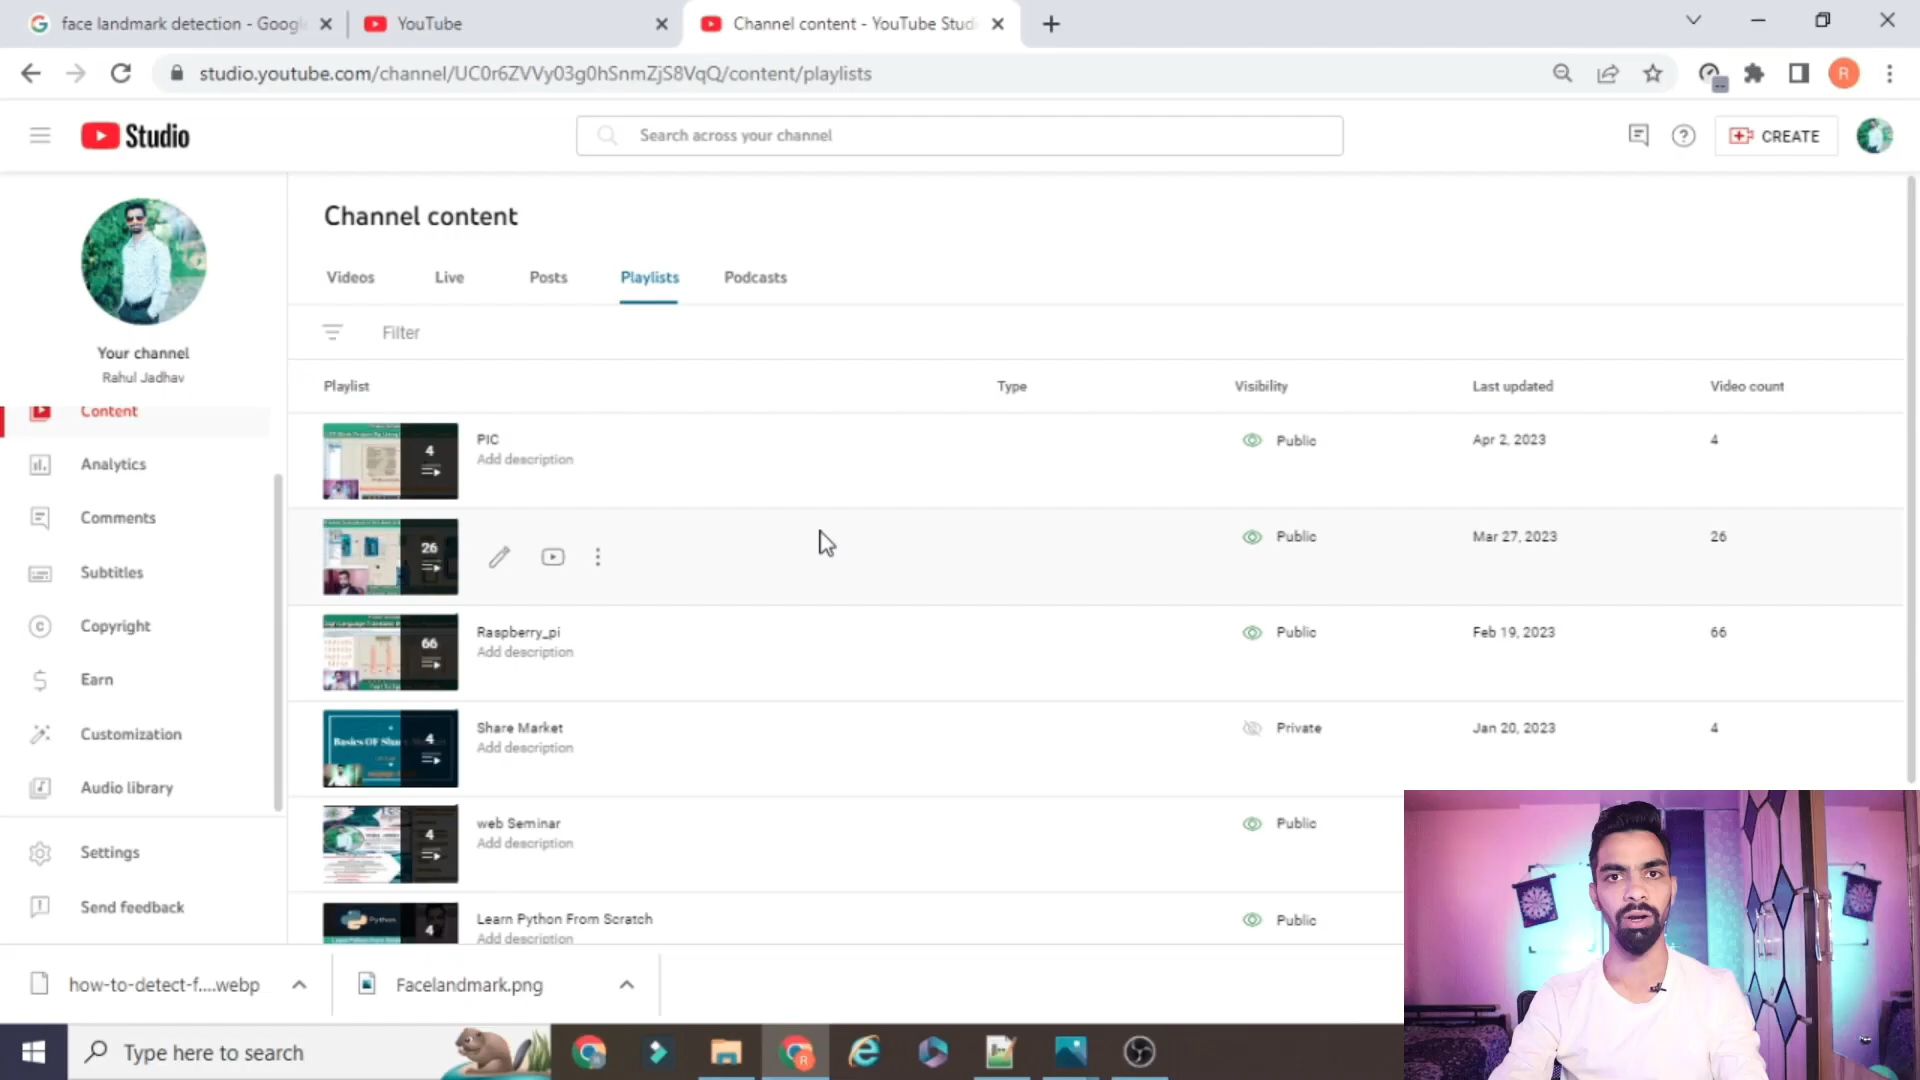 face landmark detection - Googl
YouTube
Channel content - YouTube Stud
studio.youtube.com/channel/UC0r6ZVVy03g0hSnmZjS8VqQ/content/playlists
R
Studio
Search across your channel
CREATE
Your channel
Rahul Jadhav
Content
Analytics
Comments
Subtitles
Copyright
Earn
Customization
Audio library
Settings
Send feedback
Channel content
Videos
Live
Posts
Playlists
Podcasts
Filter
Playlist
Type
Visibility
Last updated
Video count
4
PIC
Add description
Public
Apr 2, 2023
4
26
Public
Mar 27, 2023
26
66
Raspberry_pi
Add description
Public
Feb 19, 2023
66
Basics OF Sha
4
Share Market
Add description
Private
Jan 20, 2023
4
4
web Seminar
Add description
Public
Python
4
Learn Python From Scratch
Add description
Public
how-to-detect-f....webp
Facelandmark.png
Type here to search
R